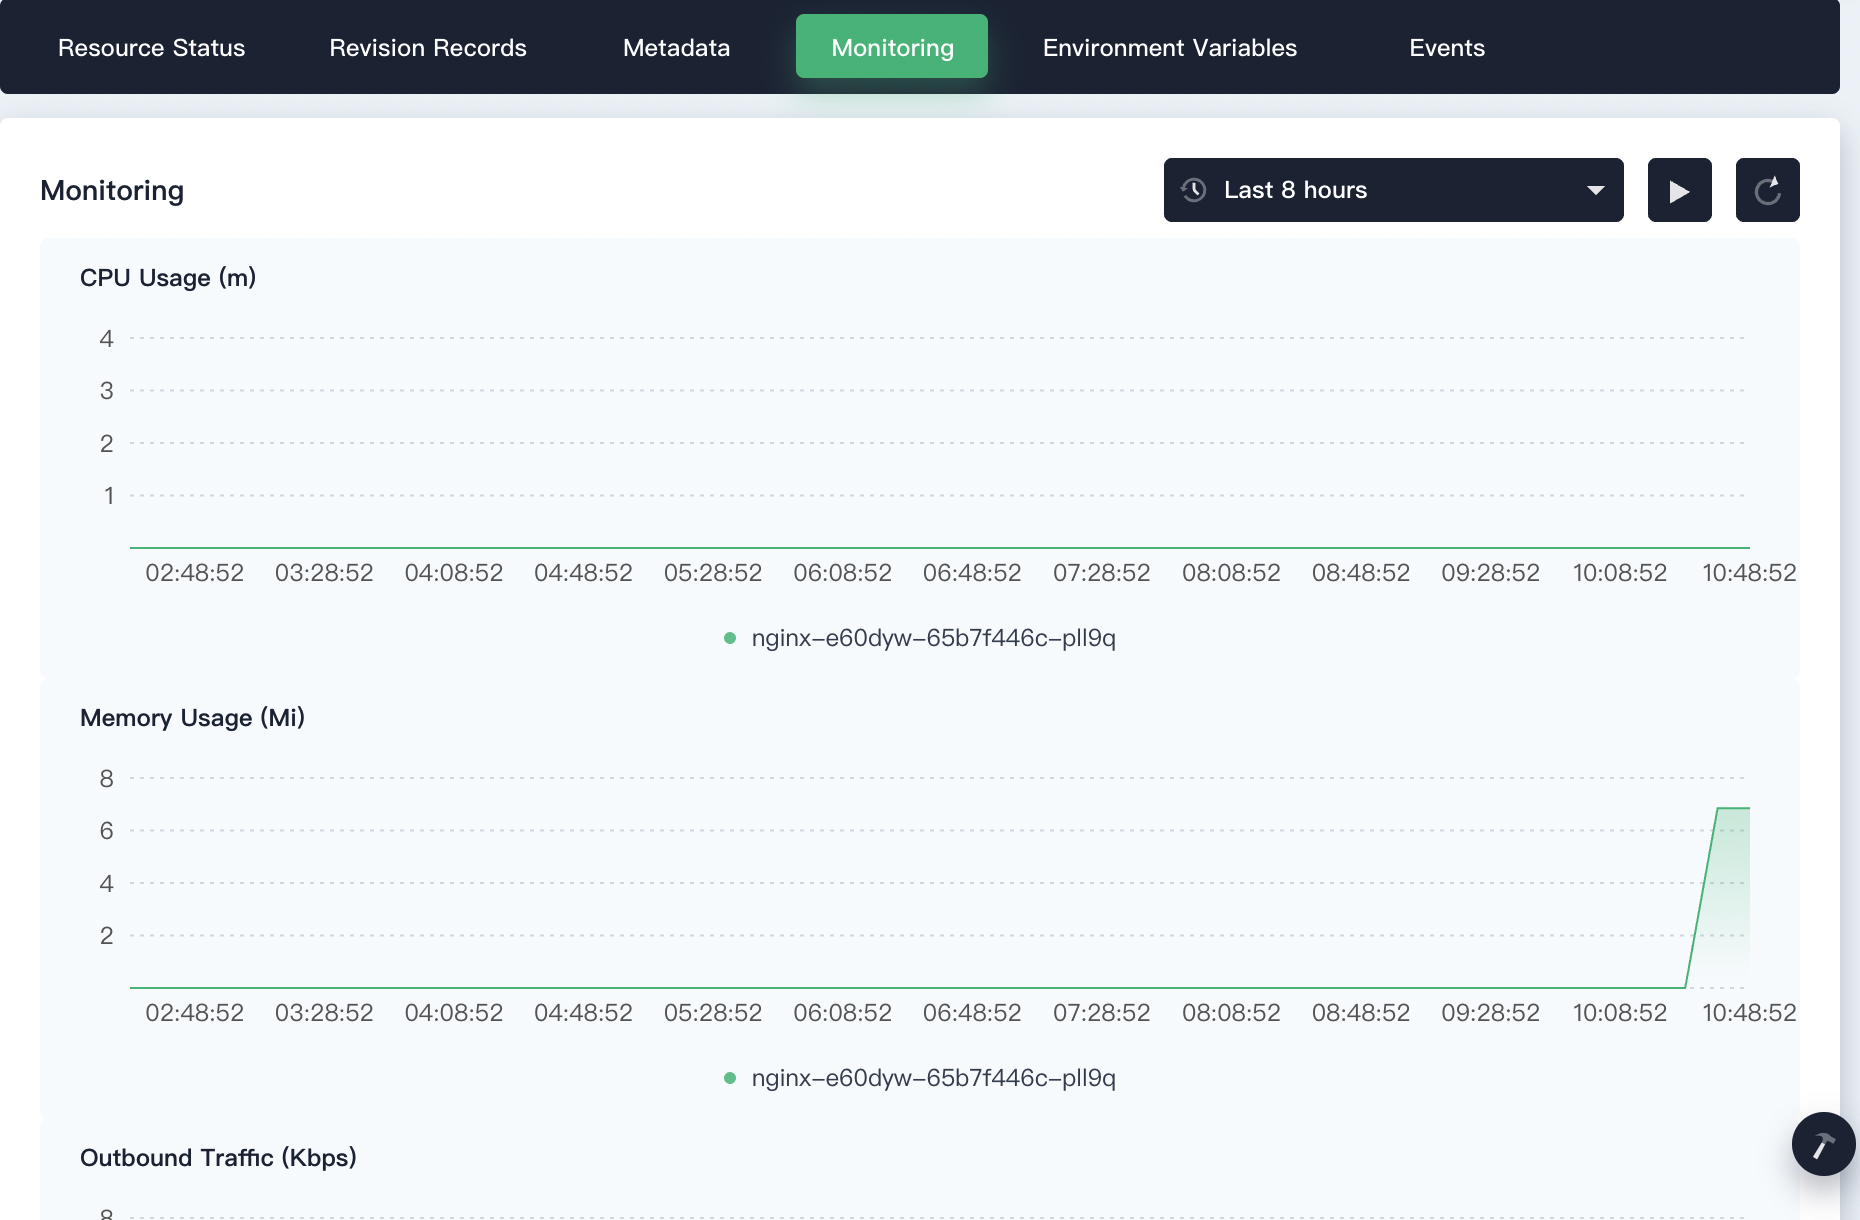 Resource Status Revision Records Metadata Monitoring Environment Variables Events
Monitoring Last 8 hours
CPU Usage (m)
4
3
2
1
02:48:52 03:28:52 04:08:52 04:48:52 05:28:52 06:08:52 06:48:52 07:28:52 08:08:52 08:48:52 09:28:52 10:08:52 10:48:52
nginx-e60dyw-65b7f446c-pll9q
Memory Usage (Mi)
8
6
4
2
02:48:52 03:28:52 04:08:52 04:48:52 05:28:52 06:08:52 06:48:52 07:28:52 08:08:52 08:48:52 09:28:52 10:08:52 10:48:52
nginx-e60dyw-65b7f446c-pll9q
Outbound Traffic (Kbps)
8